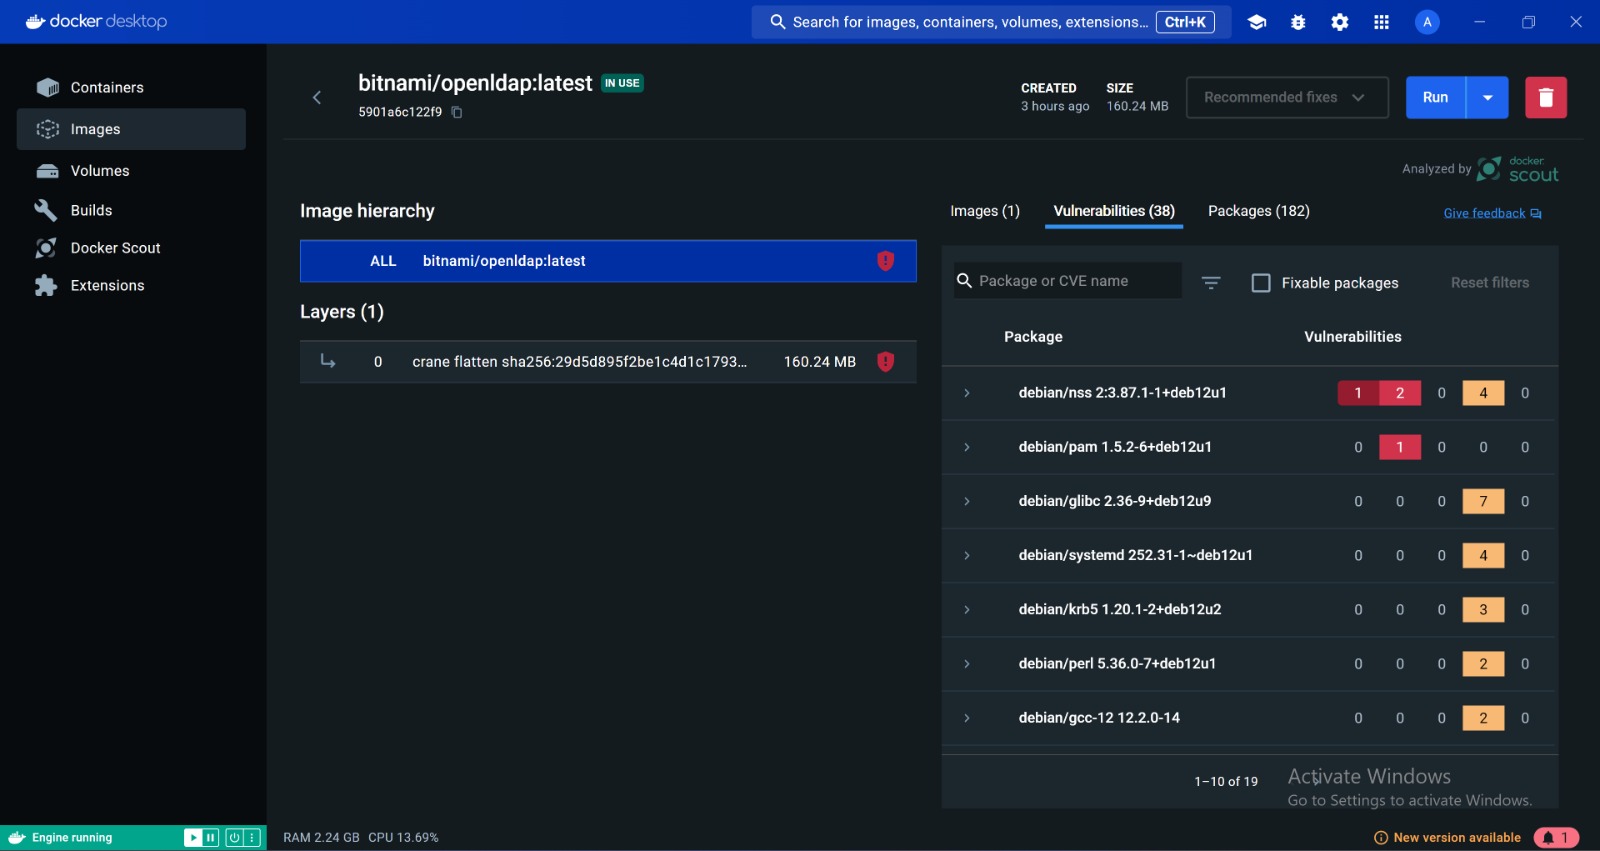 docker desktop
Search for images, containers, volumes, extensions... Ctrl+K
A
Containers
Images
Volumes
Builds
Docker Scout
Extensions
bitnami/openldap:latest IN USE
5901a6c122f9
CREATED
3 hours ago
SIZE
160.24 MB
Recommended fixes
Run
Analyzed by docker scout
Image hierarchy
ALL bitnami/openldap:latest
Layers (1)
0 crane flatten sha256:29d5d895f2be1c4d1c1793... 160.24 MB
Images (1) Vulnerabilities (38) Packages (182) Give feedback
Package or CVE name Fixable packages Reset filters
Package Vulnerabilities
debian/nss 2:3.87.1-1+deb12u1 1 2 0 4 0
debian/pam 1.5.2-6+deb12u1 0 1 0 0 0
debian/glibc 2.36-9+deb12u9 0 0 0 7 0
debian/systemd 252.31-1~deb12u1 0 0 0 4 0
debian/krb5 1.20.1-2+deb12u2 0 0 0 3 0
debian/perl 5.36.0-7+deb12u1 0 0 0 2 0
debian/gcc-12 12.2.0-14 0 0 0 2 0
1–10 of 19
Activate Windows
Go to Settings to activate Windows.
Engine running
RAM 2.24 GB CPU 13.69%
New version available
1